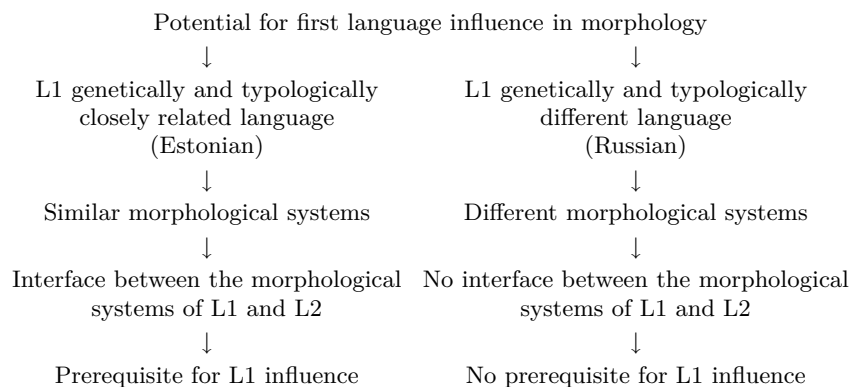 Potential for first language influence in morphology
↓ ↓
L1 genetically and typologically
closely related language
(Estonian)
L1 genetically and typologically
different language
(Russian)
↓ ↓
Similar morphological systems
Different morphological systems
↓ ↓
Interface between the morphological
systems of L1 and L2
No interface between the morphological
systems of L1 and L2
↓ ↓
Prerequisite for L1 influence
No prerequisite for L1 influence